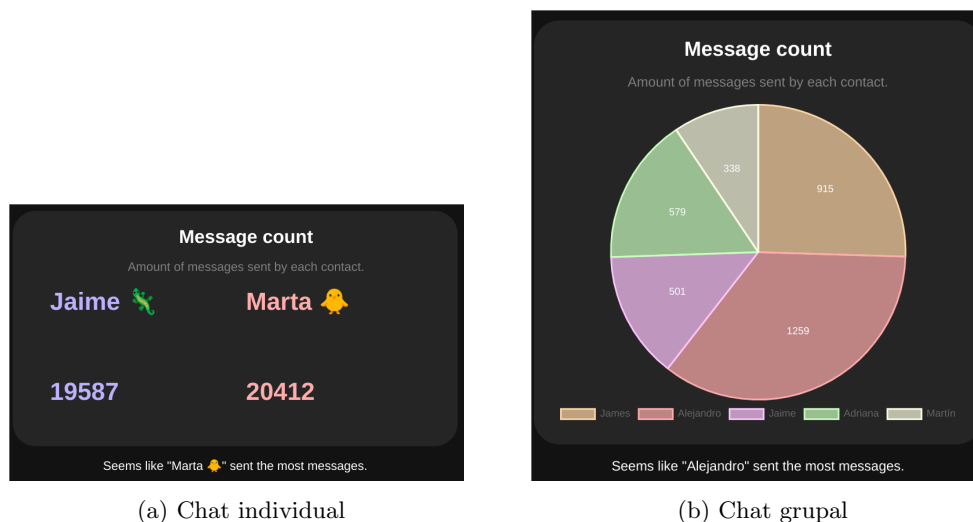 Message count
Amount of messages sent by each contact.
Jaime 🦎 Marta 🐥
19587 20412
Seems like "Marta 🐥" sent the most messages.
(a) Chat individual
Message count
Amount of messages sent by each contact.
338
915
579
501
1259
James Alejandro Jaime Adriana Martín
Seems like "Alejandro" sent the most messages.
(b) Chat grupal